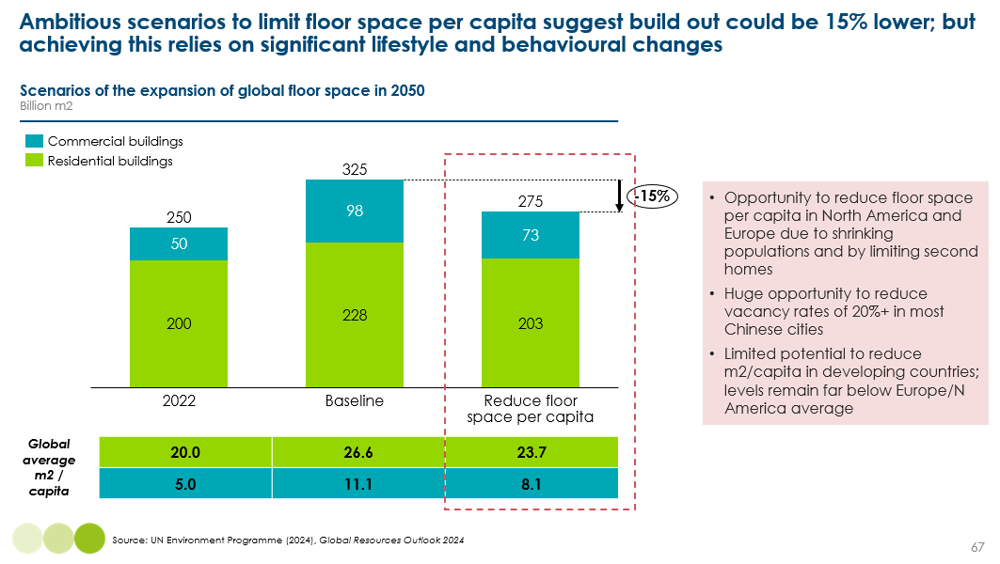 Ambitious scenarios to limit floor space per capita suggest build out could be 15% lower; but
achieving this relies on significant lifestyle and behavioural changes
Scenarios of the expansion of global floor space in 2050
Billion m2
Commercial buildings
Residential buildings
250
50
200
325
98
228
275
73
203
-15%
2022
Baseline
Reduce floor
space per capita
Global
average
m2 /
capita
20.0 26.6 23.7
5.0 11.1 8.1
• Opportunity to reduce floor space
per capita in North America and
Europe due to shrinking
populations and by limiting second
homes
• Huge opportunity to reduce
vacancy rates of 20%+ in most
Chinese cities
• Limited potential to reduce
m2/capita in developing countries;
levels remain far below Europe/N
America average
Source: UN Environment Programme (2024), Global Resources Outlook 2024
67